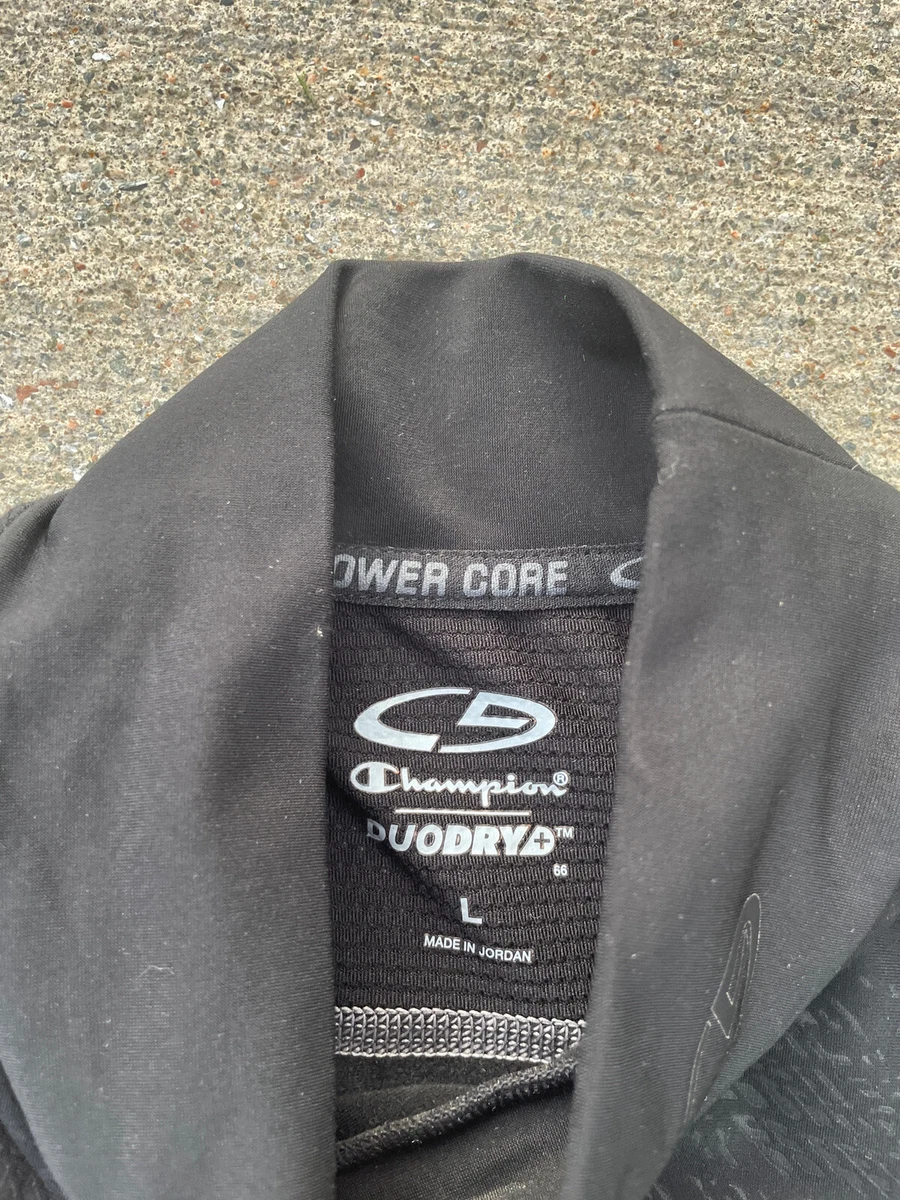 OWER CORE
Champion®
DUODRY+™
66
L
MADE IN JORDAN